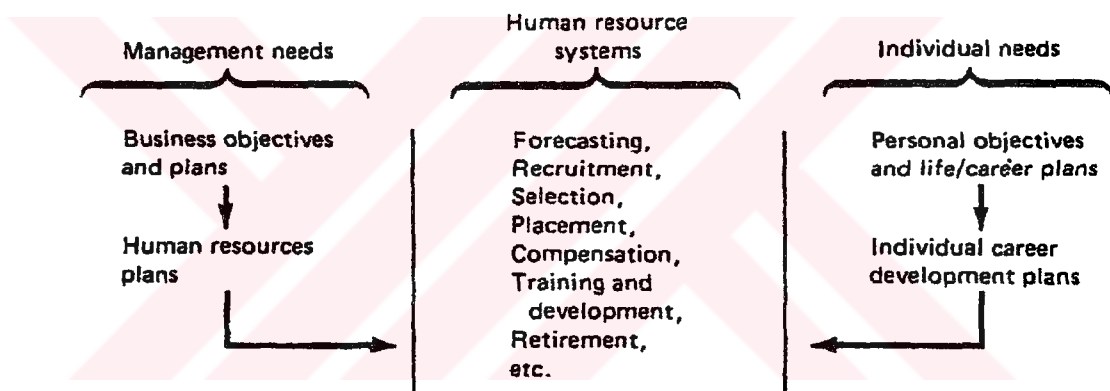 Management needs
Business objectives
and plans
Human resources
plans
Human resource
systems
Forecasting,
Recruitment,
Selection,
Placement,
Compensation,
Training and
development,
Retirement,
etc.
Individual needs
Personal objectives
and life/career plans
Individual career
development plans